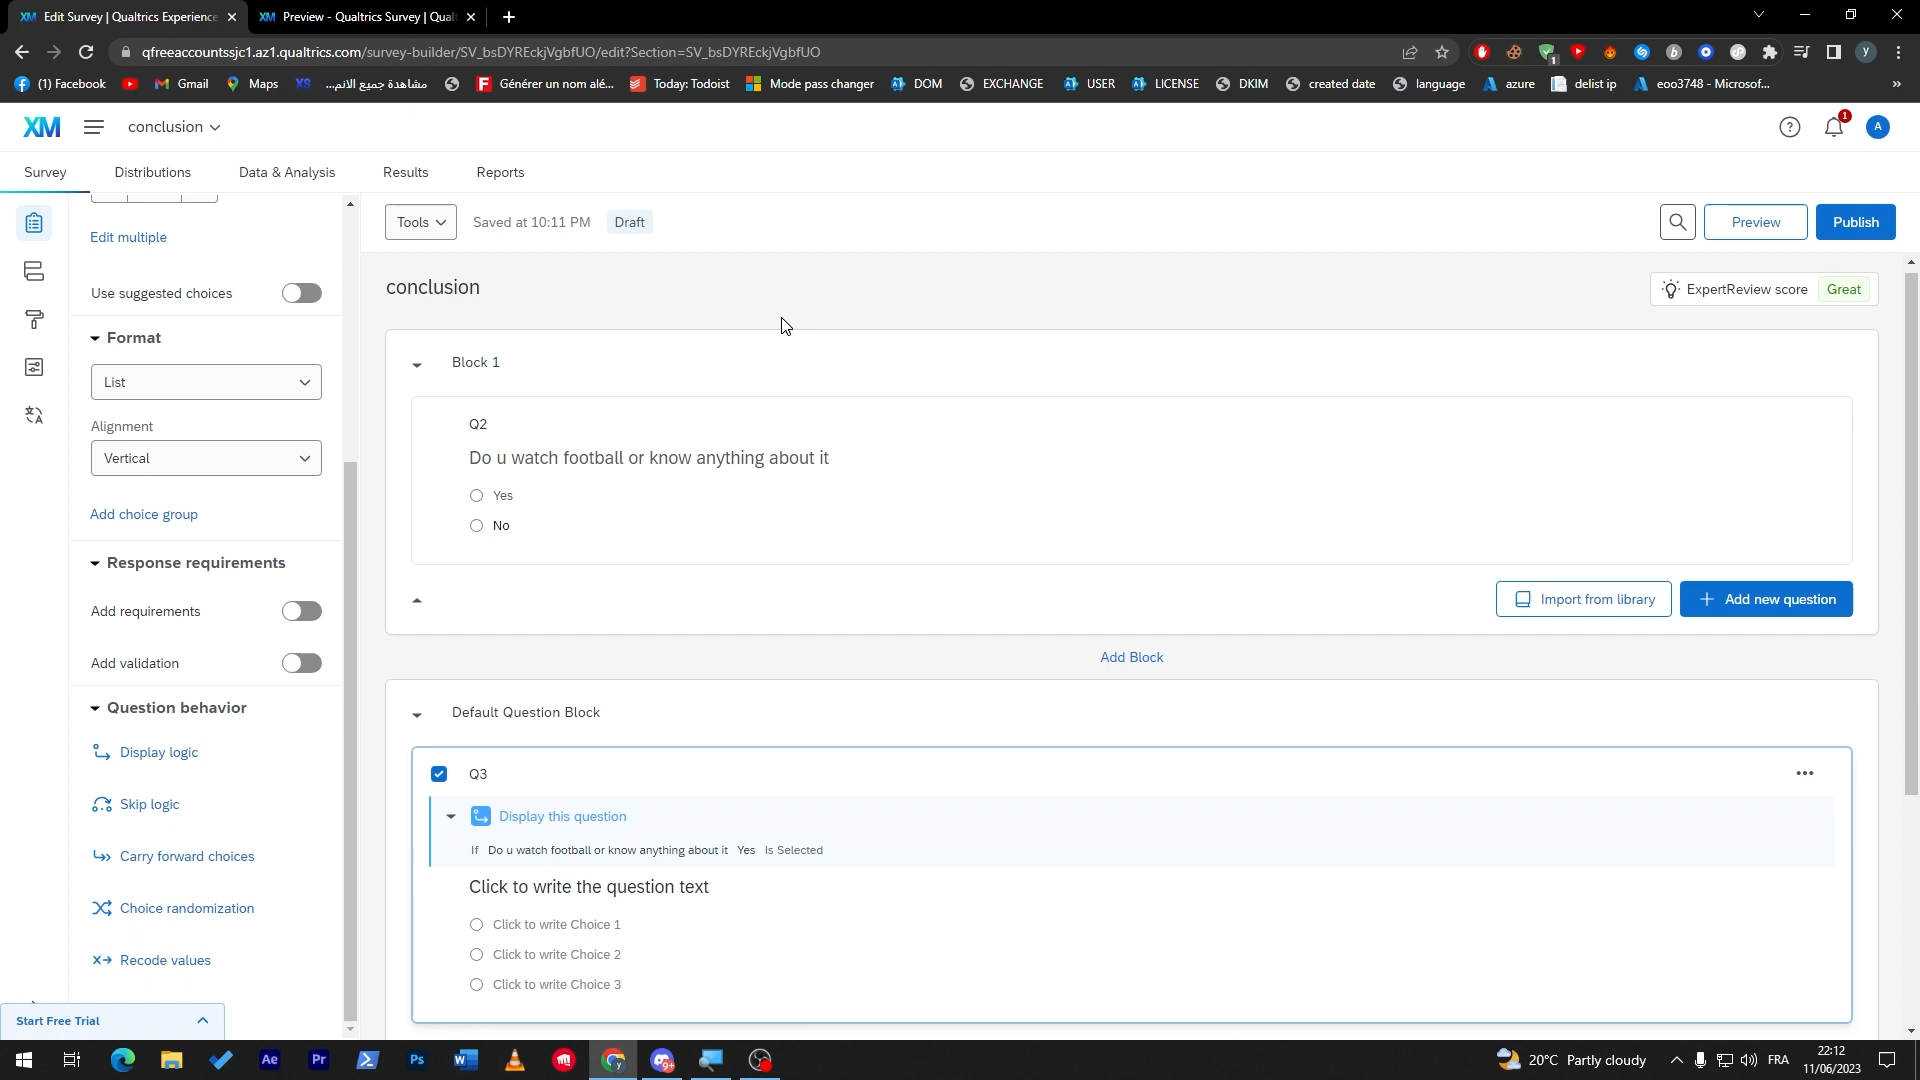 Edit Survey | Qualtrics Experience
Preview - Qualtrics Survey | Qual
qfreeaccountssjc1.az1.qualtrics.com/survey-builder/SV_bsDYREckjVgbfUO/edit?Section=SV_bsDYREckjVgbfUO
(1) Facebook
Gmail
Maps
مشاهدة جميع الانم...
Générer un nom alé...
Today: Todoist
Mode pass changer
DOM
EXCHANGE
USER
LICENSE
DKIM
created date
language
azure
delist ip
eoo3748 - Microsof...
XM
conclusion
1
A
Survey
Distributions
Data & Analysis
Results
Reports
Edit multiple
Use suggested choices
Format
List
Alignment
Vertical
Add choice group
Response requirements
Add requirements
Add validation
Question behavior
Display logic
Skip logic
Carry forward choices
Choice randomization
Recode values
Start Free Trial
Tools
Saved at 10:11 PM
Draft
Preview
Publish
conclusion
ExpertReview score
Great
Block 1
Q2
Do u watch football or know anything about it
Yes
No
Import from library
Add new question
Add Block
Default Question Block
Q3
Display this question
If Do u watch football or know anything about it Yes Is Selected
Click to write the question text
Click to write Choice 1
Click to write Choice 2
Click to write Choice 3
20°C Partly cloudy
FRA
22:12
11/06/2023